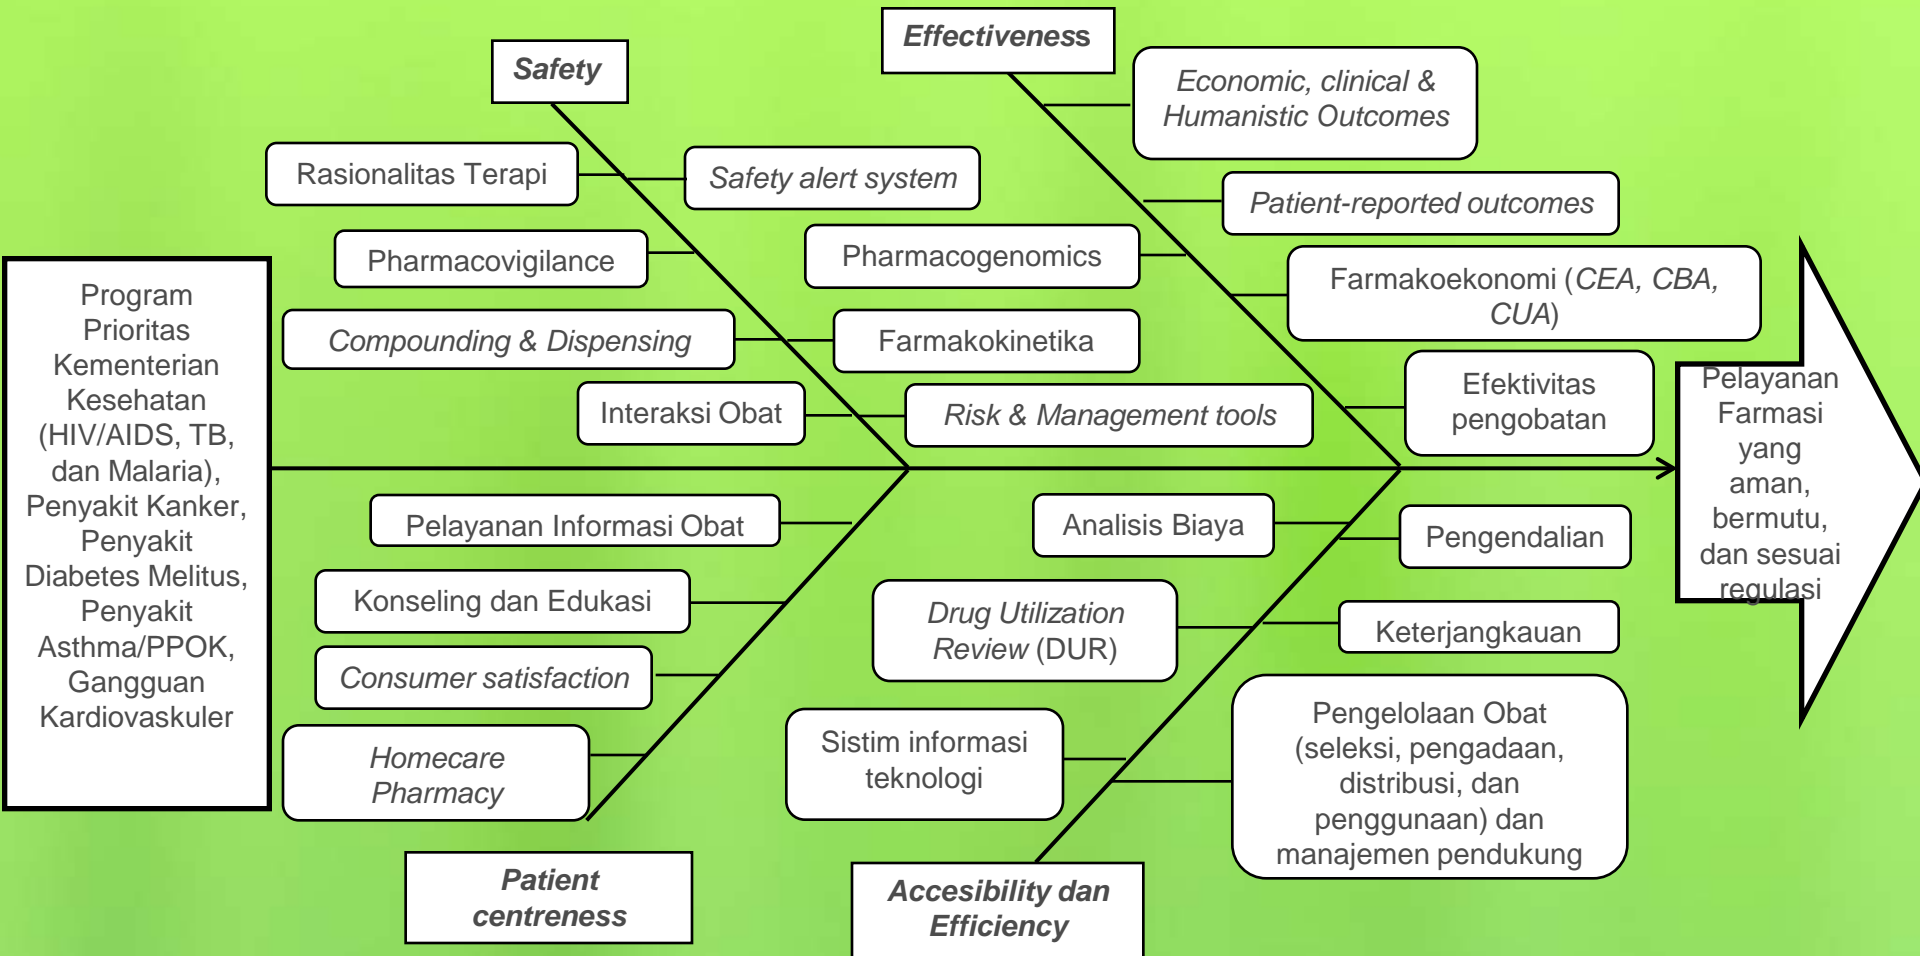 Effectiveness
Safety
Economic, clinical &
Humanistic Outcomes
Rasionalitas Terapi
Safety alert system
Patient-reported outcomes
Pharmacovigilance
Pharmacogenomics
Farmakoekonomi (CEA, CBA,
CUA)
Compounding & Dispensing
Farmakokinetika
Interaksi Obat
Risk & Management tools
Efektivitas
pengobatan
Program
Prioritas
Kementerian
Kesehatan
(HIV/AIDS, TB,
dan Malaria),
Penyakit Kanker,
Penyakit
Diabetes Melitus,
Penyakit
Asthma/PPOK,
Gangguan
Kardiovaskuler
Pelayanan
Farmasi
yang
aman,
bermutu,
dan sesuai
regulasi
Pelayanan Informasi Obat
Konseling dan Edukasi
Consumer satisfaction
Homecare
Pharmacy
Patient
centreness
Analisis Biaya
Pengendalian
Drug Utilization
Review (DUR)
Keterjangkauan
Sistim informasi
teknologi
Pengelolaan Obat
(seleksi, pengadaan,
distribusi, dan
penggunaan) dan
manajemen pendukung
Accesibility dan
Efficiency